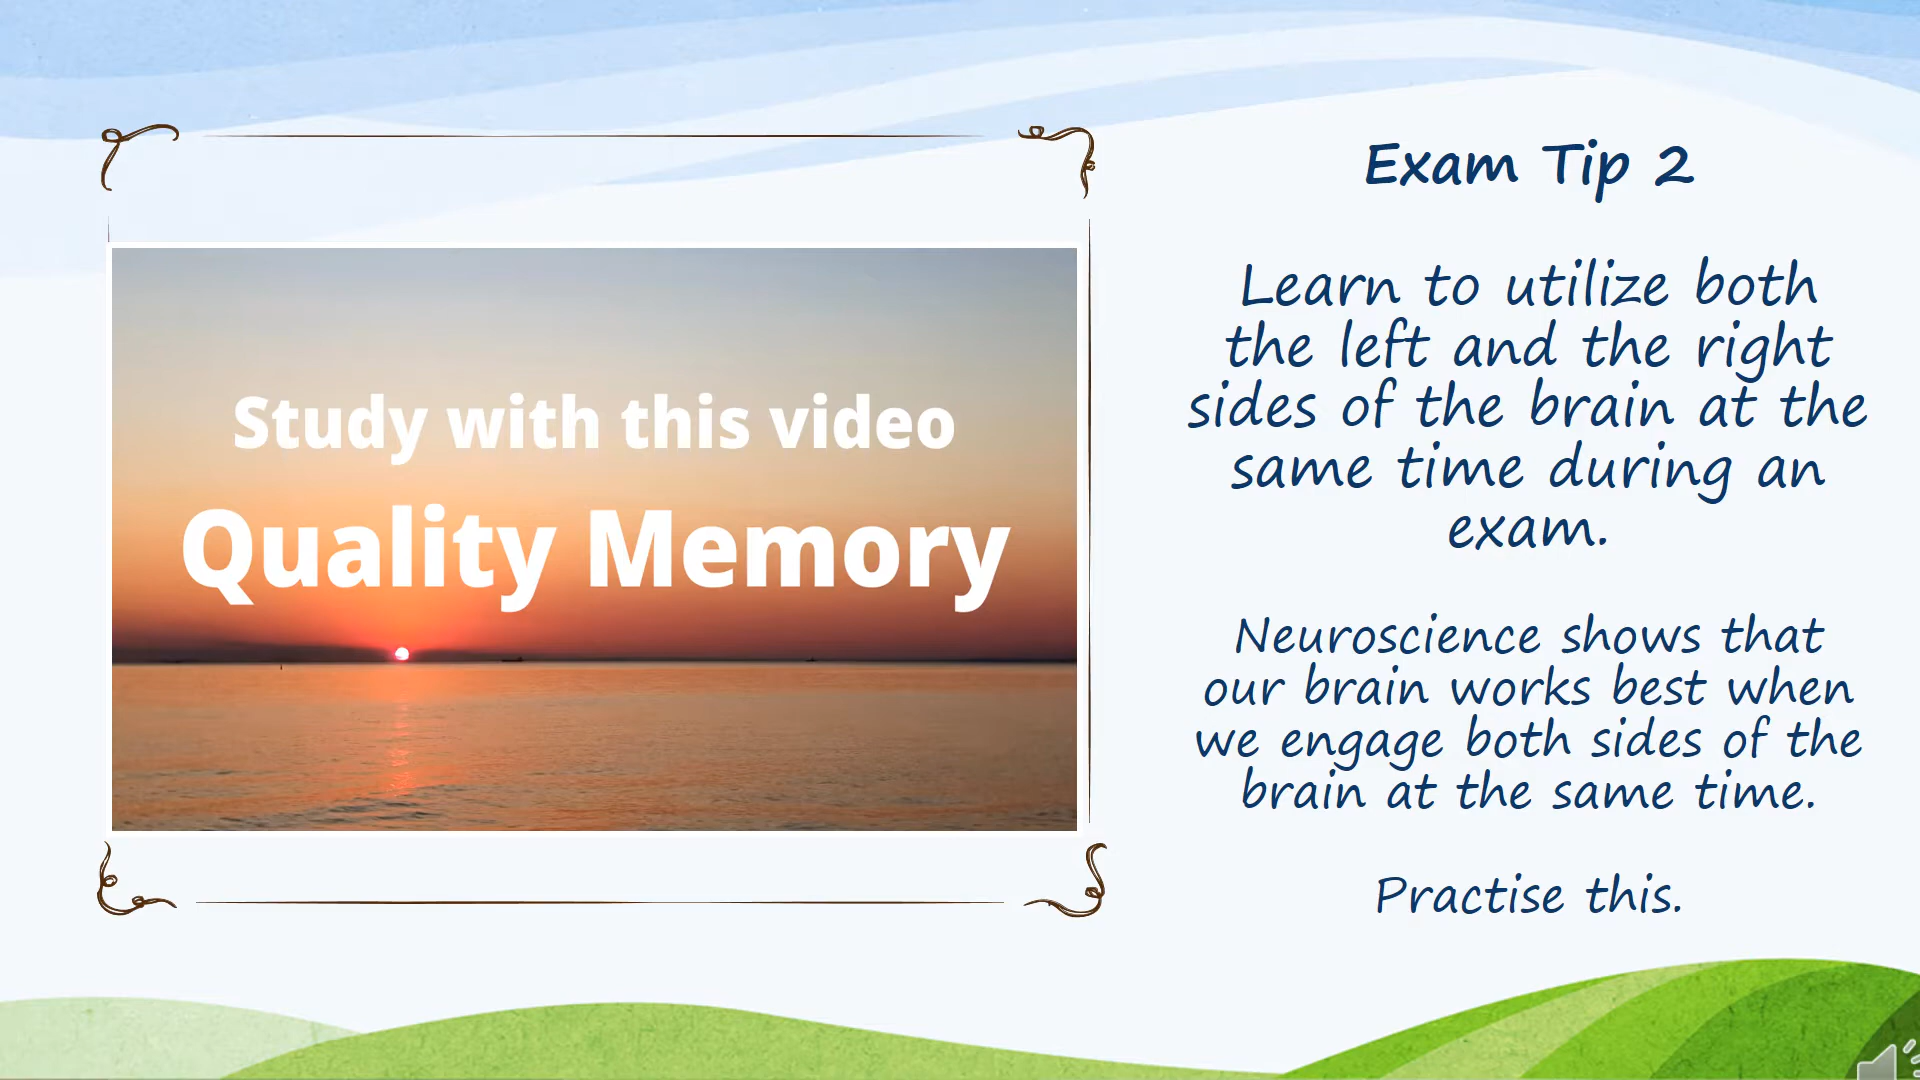 Study with this video
Quality Memory
Exam Tip 2
Learn to utilize both
the left and the right
sides of the brain at the
same time during an
exam.
Neuroscience shows that
our brain works best when
we engage both sides of the
brain at the same time.
Practise this.